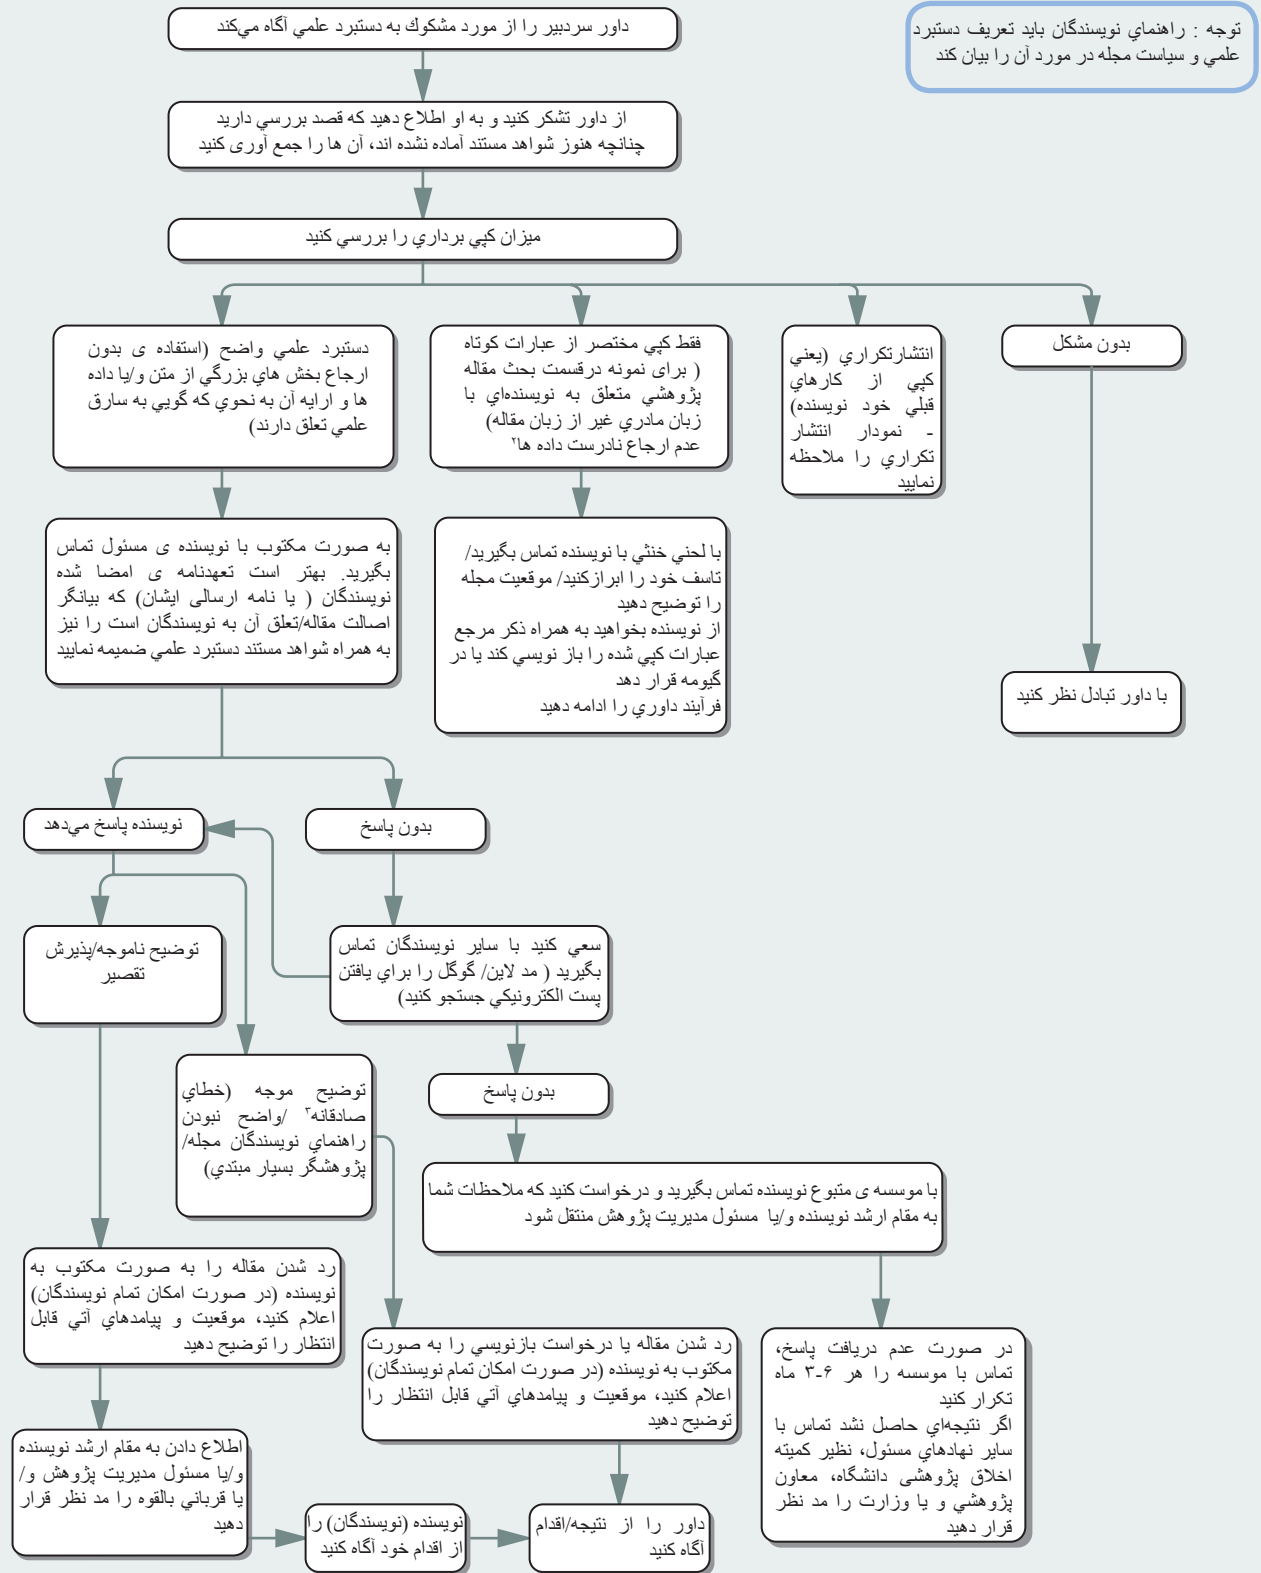 توجه : راهنماي نويسندگان بايد تعريف دستبرد
علمي و سياست مجله در مورد آن را بيان كند
داور سردبير را از مورد مشكوك به دستبرد علمي آگاه مي‌كند
از داور تشكر كنيد و به او اطلاع دهيد كه قصد بررسي داريد
چنانچه هنوز شواهد مستند آماده نشده اند، آن ها را جمع آوری كنيد
ميزان كپي برداري را بررسي كنيد
بدون مشكل
انتشارتكراري (يعني
كپي از كارهاي
قبلي خود نويسنده)
- نمودار انتشار
تكراري را ملاحظه
نماييد
فقط كپي مختصر از عبارات كوتاه
( برای نمونه درقسمت بحث مقاله
پژوهشي متعلق به نويسنده‌اي با
زبان مادري غير از زبان مقاله)
عدم ارجاع نادرست داده ها۲
دستبرد علمي واضح (استفاده ی بدون
ارجاع بخش هاي بزرگي از متن و/يا داده
ها و ارايه آن به نحوي كه گويي به سارق
علمي تعلق دارند)
با داور تبادل نظر كنيد
با لحني خنثي با نويسنده تماس بگيريد/
تاسف خود را ابرازكنيد/ موقعيت مجله
را توضيح دهيد
از نويسنده بخواهيد به همراه ذكر مرجع
عبارات كپي شده را باز نويسي كند يا در
گيومه قرار دهد
فرآيند داوري را ادامه دهيد
به صورت مكتوب با نويسنده ی مسئول تماس
بگيريد. بهتر است تعهدنامه ی امضا شده
نويسندگان ( يا نامه ارسالی ايشان) كه بيانگر
اصالت مقاله/تعلق آن به نويسندگان است را نيز
به همراه شواهد مستند دستبرد علمي ضميمه نماييد
بدون پاسخ
نويسنده پاسخ مي‌دهد
سعي كنيد با ساير نويسندگان تماس
بگيريد ( مد لاين/ گوگل را براي يافتن
پست الكترونيكي جستجو كنيد)
توضيح ناموجه/پذيرش
تقصير
بدون پاسخ
توضيح موجه (خطاي
صادقانه۳ /واضح نبودن
راهنماي نويسندگان مجله/
پژوهشگر بسيار مبتدي)
با موسسه ی متبوع نويسنده تماس بگيريد و درخواست كنيد كه ملاحظات شما
به مقام ارشد نويسنده و/يا مسئول مديريت پژوهش منتقل شود
رد شدن مقاله را به صورت مكتوب به
نويسنده (در صورت امكان تمام نويسندگان)
اعلام كنيد، موقعيت و پيامدهاي آتي قابل
انتظار را توضيح دهيد
رد شدن مقاله يا درخواست بازنويسي را به صورت
مكتوب به نويسنده (در صورت امكان تمام نويسندگان)
اعلام كنيد، موقعيت و پيامدهاي آتي قابل انتظار را
توضيح دهيد
در صورت عدم دريافت پاسخ،
تماس با موسسه را هر ۶-۳ ماه
تكرار كنيد
اگر نتيجه‌اي حاصل نشد تماس با
ساير نهادهاي مسئول، نظير كميته
اخلاق پژوهشی دانشگاه، معاون
پژوهشي و يا وزارت را مد نظر
قرار دهيد
اطلاع دادن به مقام ارشد نويسنده
و/يا مسئول مديريت پژوهش و/
يا قرباني بالقوه را مد نظر قرار
دهيد
نويسنده (نويسندگان) را
از اقدام خود آگاه كنيد
داور را از نتيجه/اقدام
آگاه كنيد